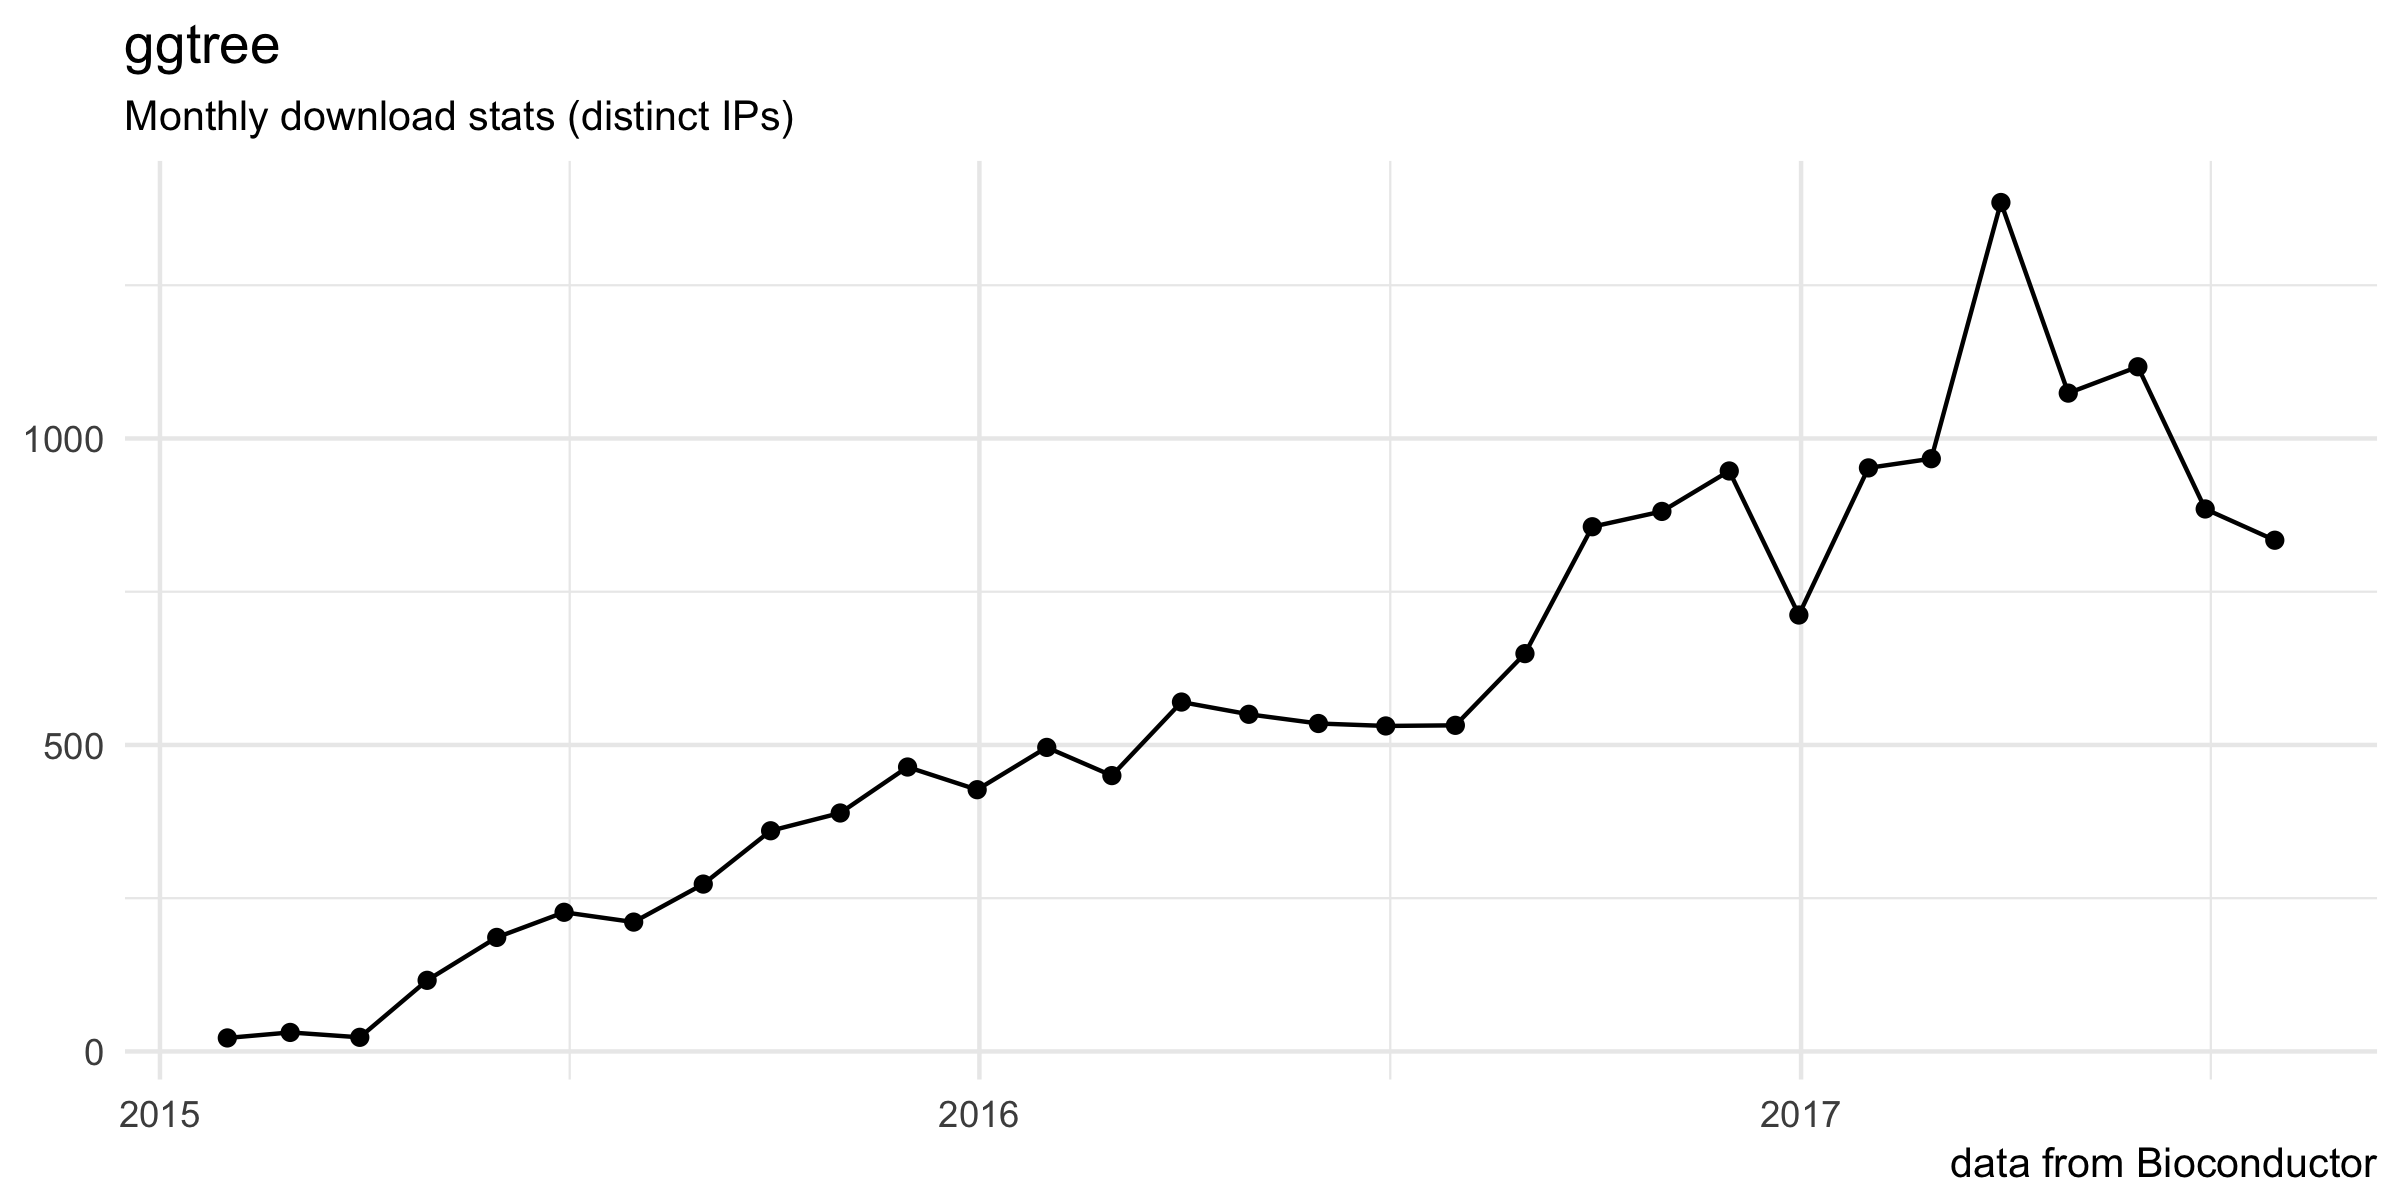 ggtree
Monthly download stats (distinct IPs)
1000
500
0
2015 2016 2017
data from Bioconductor